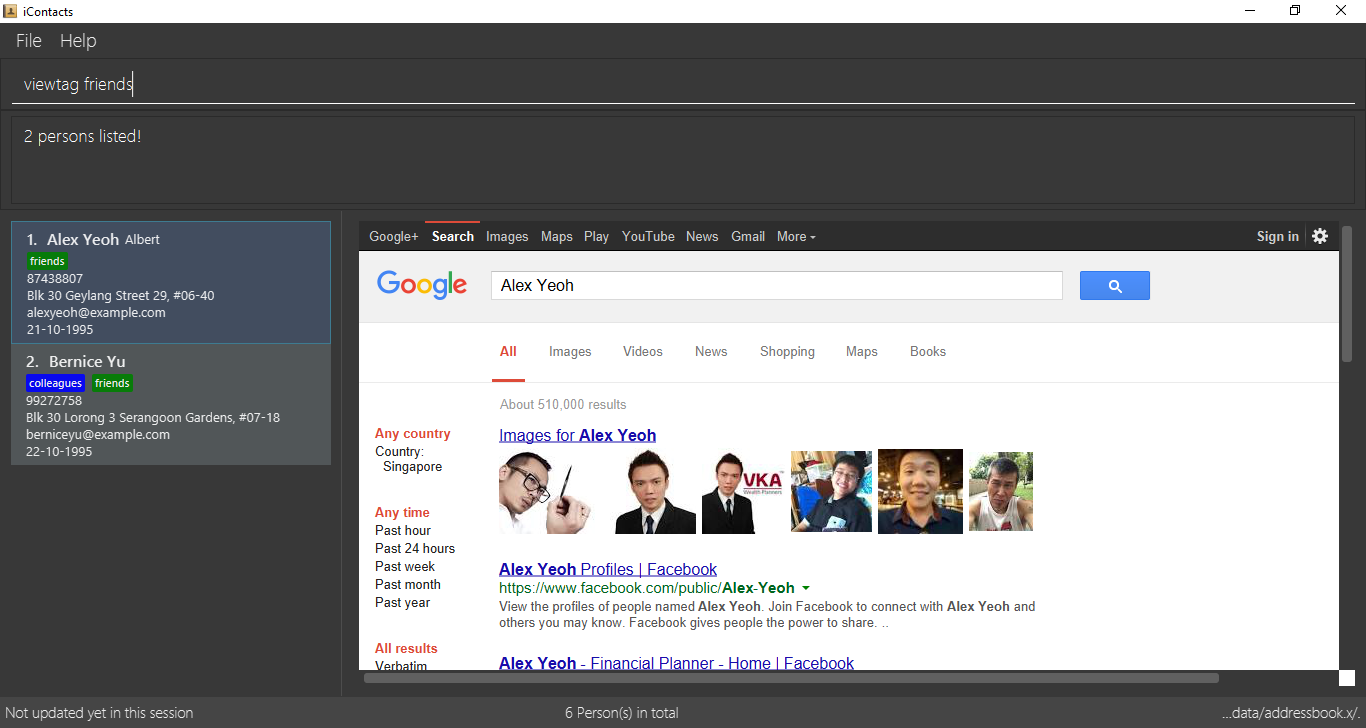 iContacts
File Help
viewtag friends
2 persons listed!
1. Alex Yeoh Albert
friends
87438807
Blk 30 Geylang Street 29, #06-40
alexyeoh@example.com
21-10-1995
2. Bernice Yu
colleagues friends
99272758
Blk 30 Lorong 3 Serangoon Gardens, #07-18
berniceyu@example.com
22-10-1995
Google+ Search Images Maps Play YouTube News Gmail More Sign in
Google Alex Yeoh
All Images Videos News Shopping Maps Books
About 510,000 results
Any country
Country:
Singapore
Any time
Past hour
Past 24 hours
Past week
Past month
Past year
All results
Verbatim
Images for Alex Yeoh
VKA
Wealth Planners
Alex Yeoh Profiles | Facebook
https://www.facebook.com/public/Alex-Yeoh
View the profiles of people named Alex Yeoh. Join Facebook to connect with Alex Yeoh and
others you may know. Facebook gives people the power to share. ..
Alex Yeoh - Financial Planner - Home | Facebook
Not updated yet in this session 6 Person(s) in total ...data/addressbook.x/.